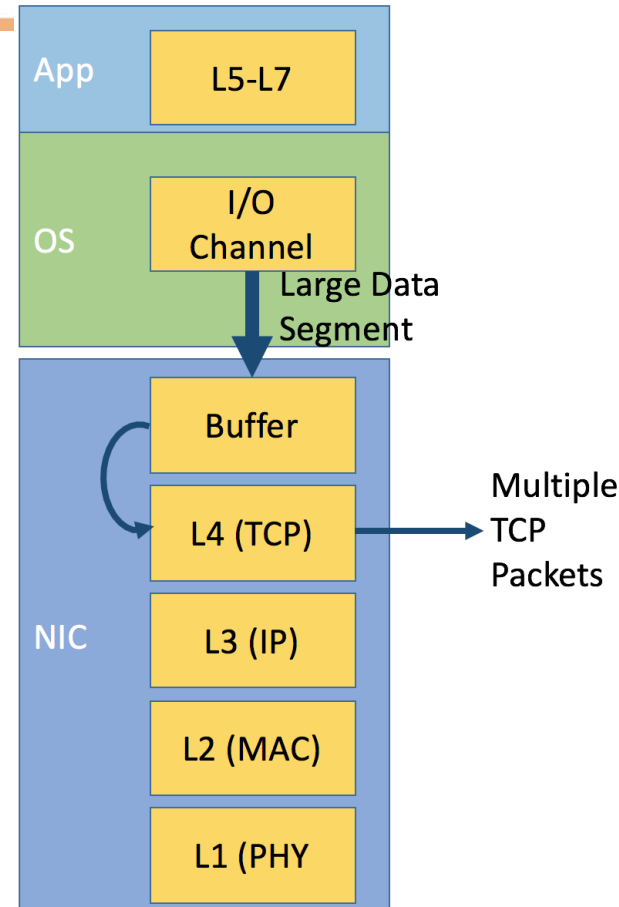 App
L5-L7
OS
I/O
Channel
Large Data
Segment
Buffer
L4 (TCP)
Multiple
TCP
Packets
NIC
L3 (IP)
L2 (MAC)
L1 (PHY